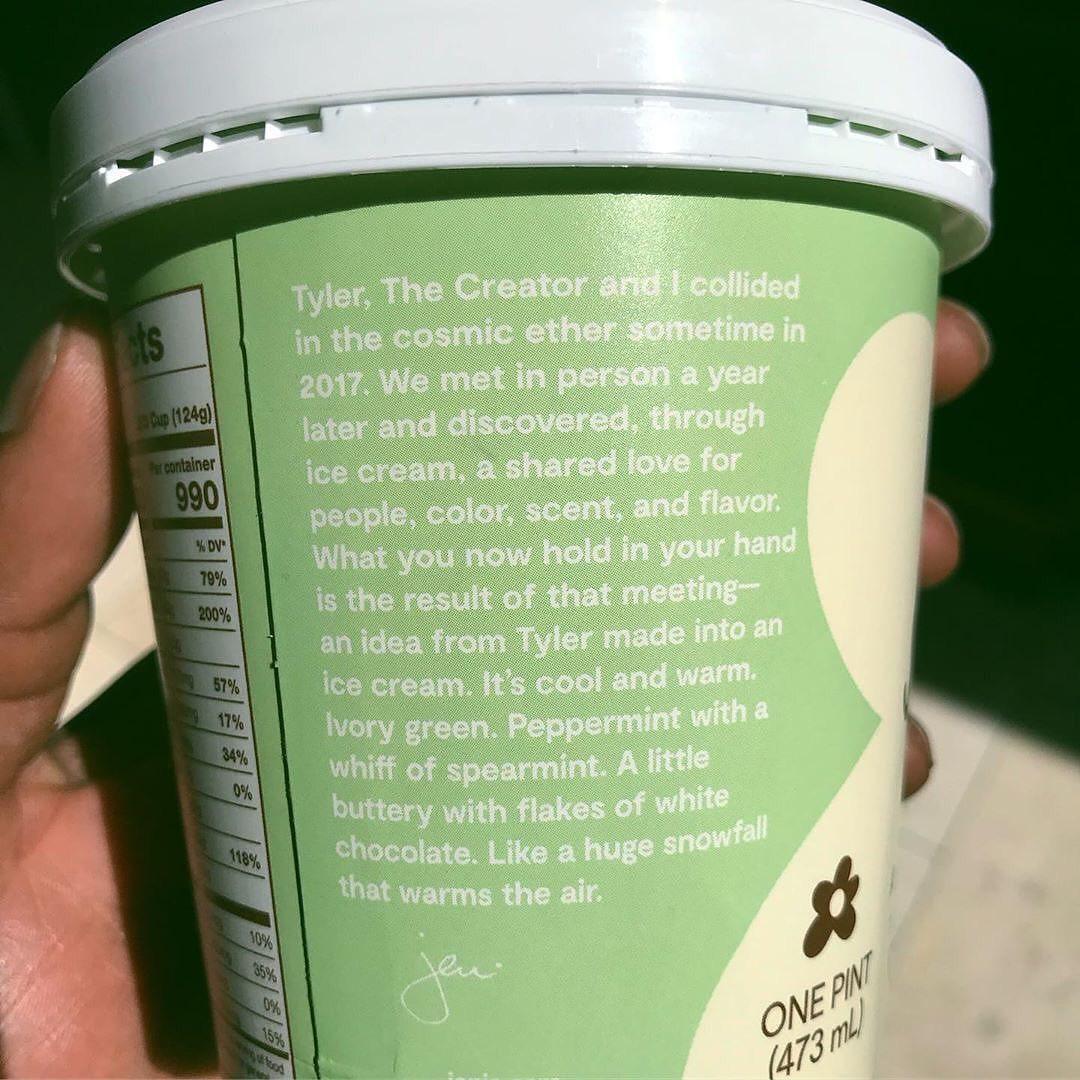 cts
Cup (124g)
Per container
990
% DV*
79%
200%
57%
17%
34%
0%
118%
10%
35%
0%
15%
of food
Tyler, The Creator and I collided
in the cosmic ether sometime in
2017. We met in person a year
later and discovered, through
ice cream, a shared love for
people, color, scent, and flavor.
What you now hold in your hand
is the result of that meeting—
an idea from Tyler made into an
ice cream. It's cool and warm.
Ivory green. Peppermint with a
whiff of spearmint. A little
buttery with flakes of white
chocolate. Like a huge snowfall
that warms the air.
jeni
ONE PINT
(473 mL)